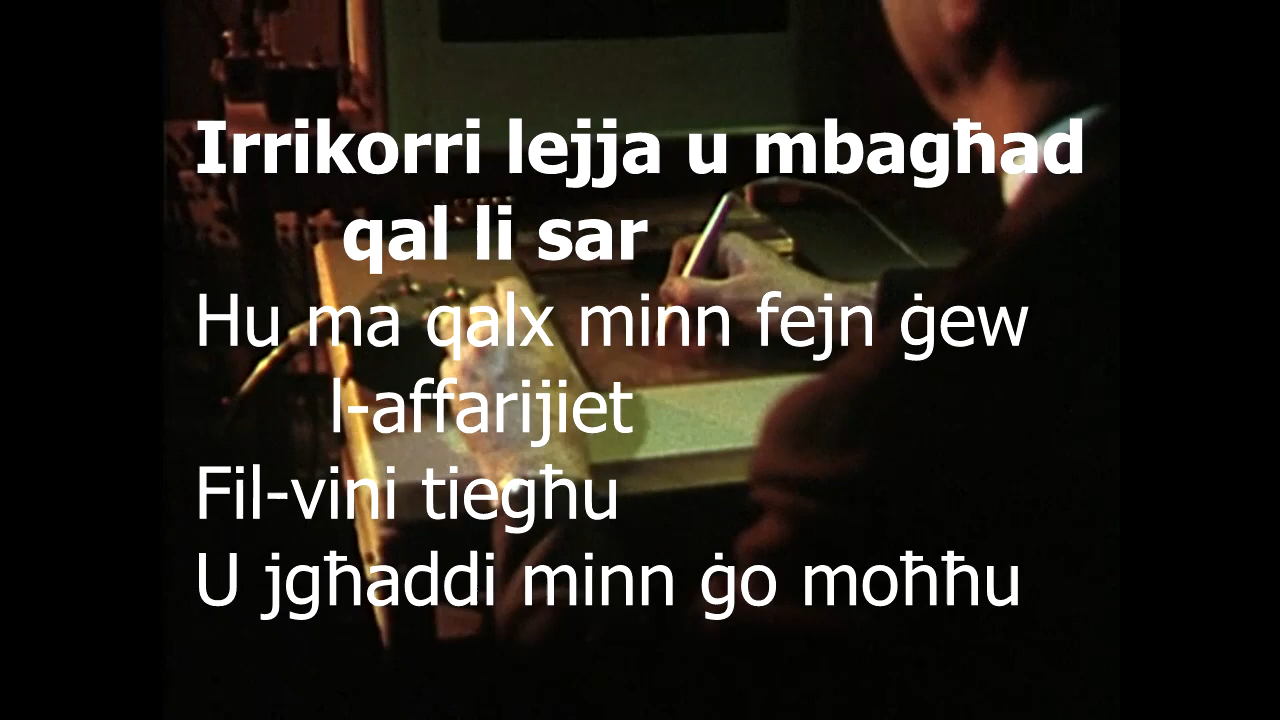 Irrikorri lejja u mbagħad
qal li sar
Hu ma qalx minn fejn ġew
l-affarijiet
Fil-vini tiegħu
U jgħaddi minn ġo moħħu